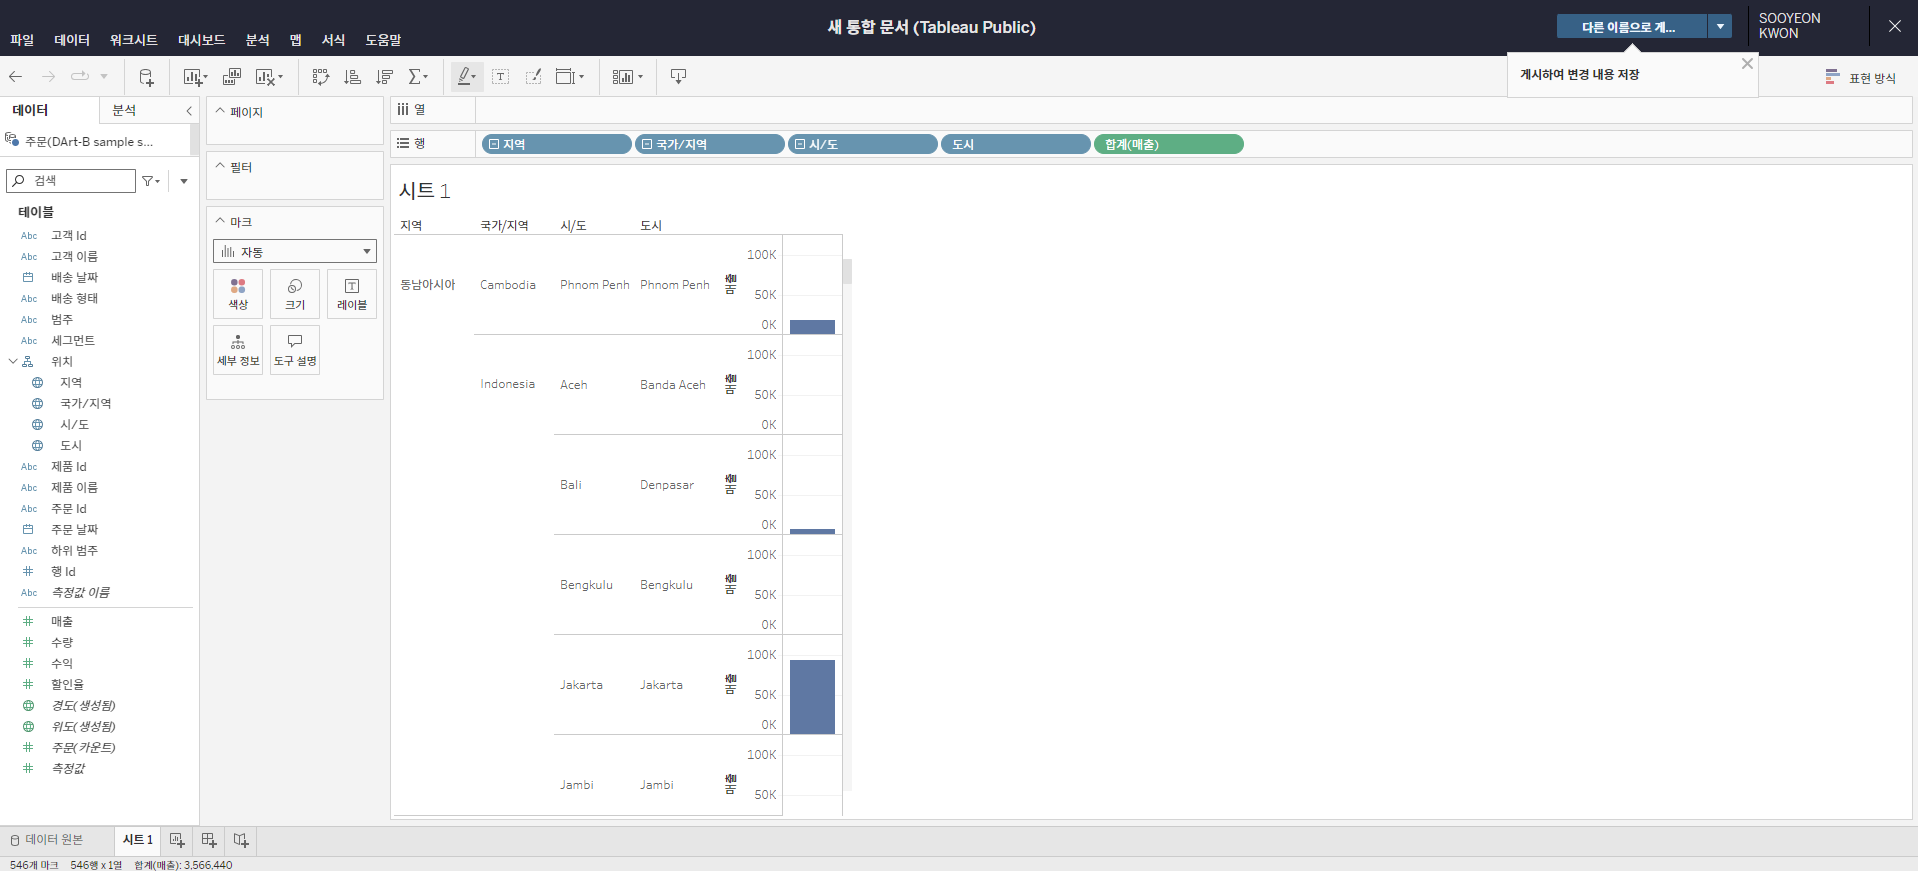 새 통합 문서 (Tableau Public)
다른 이름으로 게...
SOOYEON
KWON
파일 데이터 워크시트 대시보드 분석 맵 서식 도움말
게시하여 변경 내용 저장
표현 방식
데이터 분석
주문(DArt-B sample s...
검색
테이블
Abc 고객 Id
Abc 고객 이름
배송 날짜
Abc 배송 형태
Abc 범주
Abc 세그먼트
위치
지역
국가/지역
시/도
도시
Abc 제품 Id
Abc 제품 이름
Abc 주문 Id
주문 날짜
Abc 하위 범주
행 Id
Abc 측정값 이름
매출
수량
수익
할인율
경도(생성됨)
위도(생성됨)
주문(카운트)
측정값
페이지
필터
마크
자동
색상 크기 레이블
세부 정보 도구 설명
열
행 지역 국가/지역 시/도 도시 합계(매출)
시트 1
지역 국가/지역 시/도 도시
동남아시아 Cambodia Phnom Penh Phnom Penh 매출 100K 50K 0K
Indonesia Aceh Banda Aceh 매출 100K 50K 0K
Bali Denpasar 매출 100K 50K 0K
Bengkulu Bengkulu 매출 100K 50K 0K
Jakarta Jakarta 매출 100K 50K 0K
Jambi Jambi 매출 100K 50K
데이터 원본 시트 1
546개 마크 546행 x 1열 합계(매출): 3,566,440